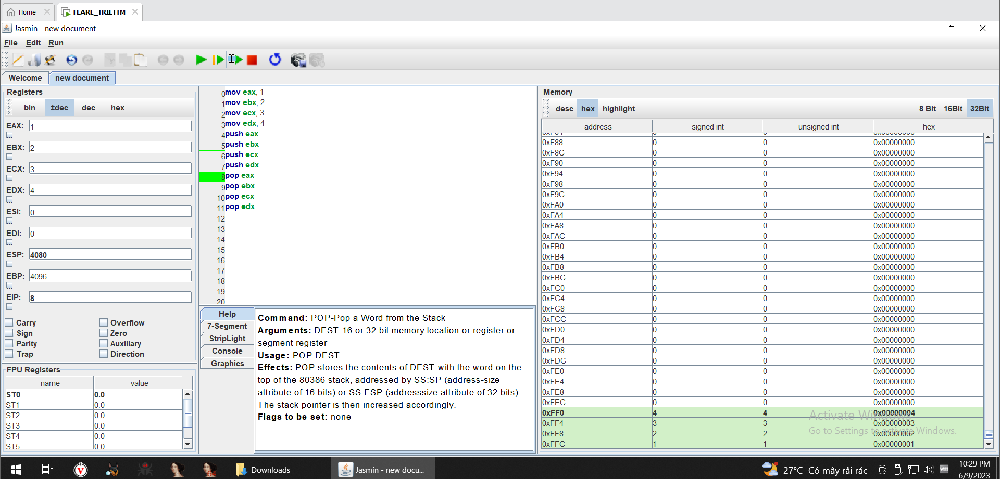 Home
FLARE_TRIETTM
Jasmin - new document
File Edit Run
Welcome new document
Registers
bin ±dec dec hex
EAX: 1
EBX: 2
ECX: 3
EDX: 4
ESI: 0
EDI: 0
ESP: 4080
EBP: 4096
EIP: 8
Carry Overflow
Sign Zero
Parity Auxiliary
Trap Direction
FPU Registers
name value
ST0 0.0
ST1 0.0
ST2 0.0
ST3 0.0
ST4 0.0
ST5 0.0
0 mov eax, 1
1 mov ebx, 2
2 mov ecx, 3
3 mov edx, 4
4 push eax
5 push ebx
6 push ecx
7 push edx
8 pop eax
9 pop ebx
10 pop ecx
11 pop edx
12
13
14
15
16
17
18
19
20
Help
7-Segment
StripLight
Console
Graphics
Command: POP-Pop a Word from the Stack
Arguments: DEST 16 or 32 bit memory location or register or
segment register
Usage: POP DEST
Effects: POP stores the contents of DEST with the word on the
top of the 80386 stack, addressed by SS:SP (address-size
attribute of 16 bits) or SS:ESP (addresssize attribute of 32 bits).
The stack pointer is then increased accordingly.
Flags to be set: none
Memory
desc hex highlight 8 Bit 16Bit 32Bit
address signed int unsigned int hex
0xF84 0 0 0x00000000
0xF88 0 0 0x00000000
0xF8C 0 0 0x00000000
0xF90 0 0 0x00000000
0xF94 0 0 0x00000000
0xF98 0 0 0x00000000
0xF9C 0 0 0x00000000
0xFA0 0 0 0x00000000
0xFA4 0 0 0x00000000
0xFA8 0 0 0x00000000
0xFAC 0 0 0x00000000
0xFB0 0 0 0x00000000
0xFB4 0 0 0x00000000
0xFB8 0 0 0x00000000
0xFBC 0 0 0x00000000
0xFC0 0 0 0x00000000
0xFC4 0 0 0x00000000
0xFC8 0 0 0x00000000
0xFCC 0 0 0x00000000
0xFD0 0 0 0x00000000
0xFD4 0 0 0x00000000
0xFD8 0 0 0x00000000
0xFDC 0 0 0x00000000
0xFE0 0 0 0x00000000
0xFE4 0 0 0x00000000
0xFE8 0 0 0x00000000
0xFEC 0 0 0x00000000
0xFF0 4 4 0x00000004
0xFF4 3 3 0x00000003
0xFF8 2 2 0x00000002
0xFFC 1 1 0x00000001
Activate Windows
Go to Settings to activate Windows.
V
64
Downloads
Jasmin - new docu...
27°C Có mây rải rác
vm
10:29 PM
6/9/2023